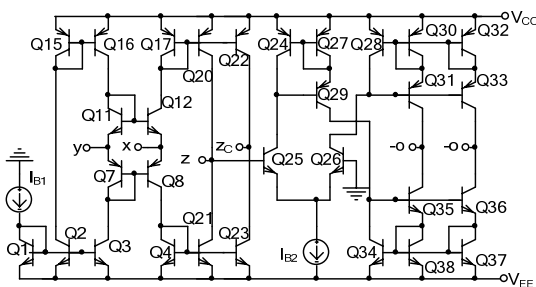 VCC
Q15 Q16 Q17 Q20 Q22 Q24 Q27 Q28 Q30 Q32
Q31 Q33
Q29
Q11 Q12
y x z zC Q25 Q26 -o -o
IB1
Q7 Q8
Q35 Q36
Q1 Q2 Q3 Q4 Q21 Q23 IB2 Q34 Q38 Q37
VEE